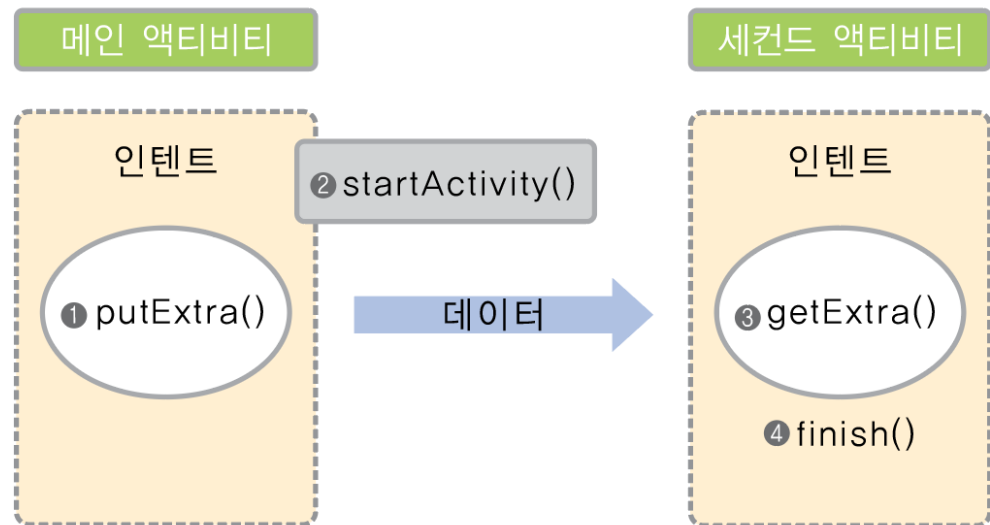 메인 액티비티
세컨드 액티비티
인텐트
❷startActivity()
인텐트
❶putExtra()
데이터
❸getExtra()
❹finish()